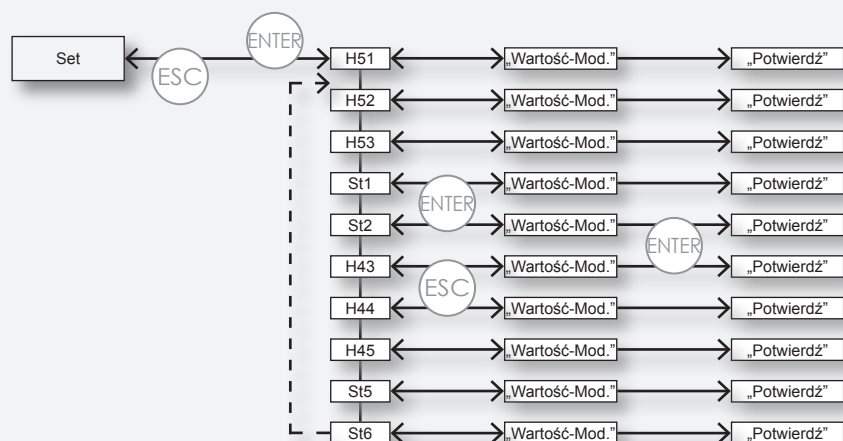 ENTER
Set
ESC
H51 „Wartość-Mod.” „Potwierdź”
H52 „Wartość-Mod.” „Potwierdź”
H53 „Wartość-Mod.” „Potwierdź”
St1 „Wartość-Mod.” „Potwierdź”
ENTER
St2 „Wartość-Mod.” „Potwierdź”
ENTER
H43 „Wartość-Mod.” „Potwierdź”
ESC
H44 „Wartość-Mod.” „Potwierdź”
H45 „Wartość-Mod.” „Potwierdź”
St5 „Wartość-Mod.” „Potwierdź”
St6 „Wartość-Mod.” „Potwierdź”